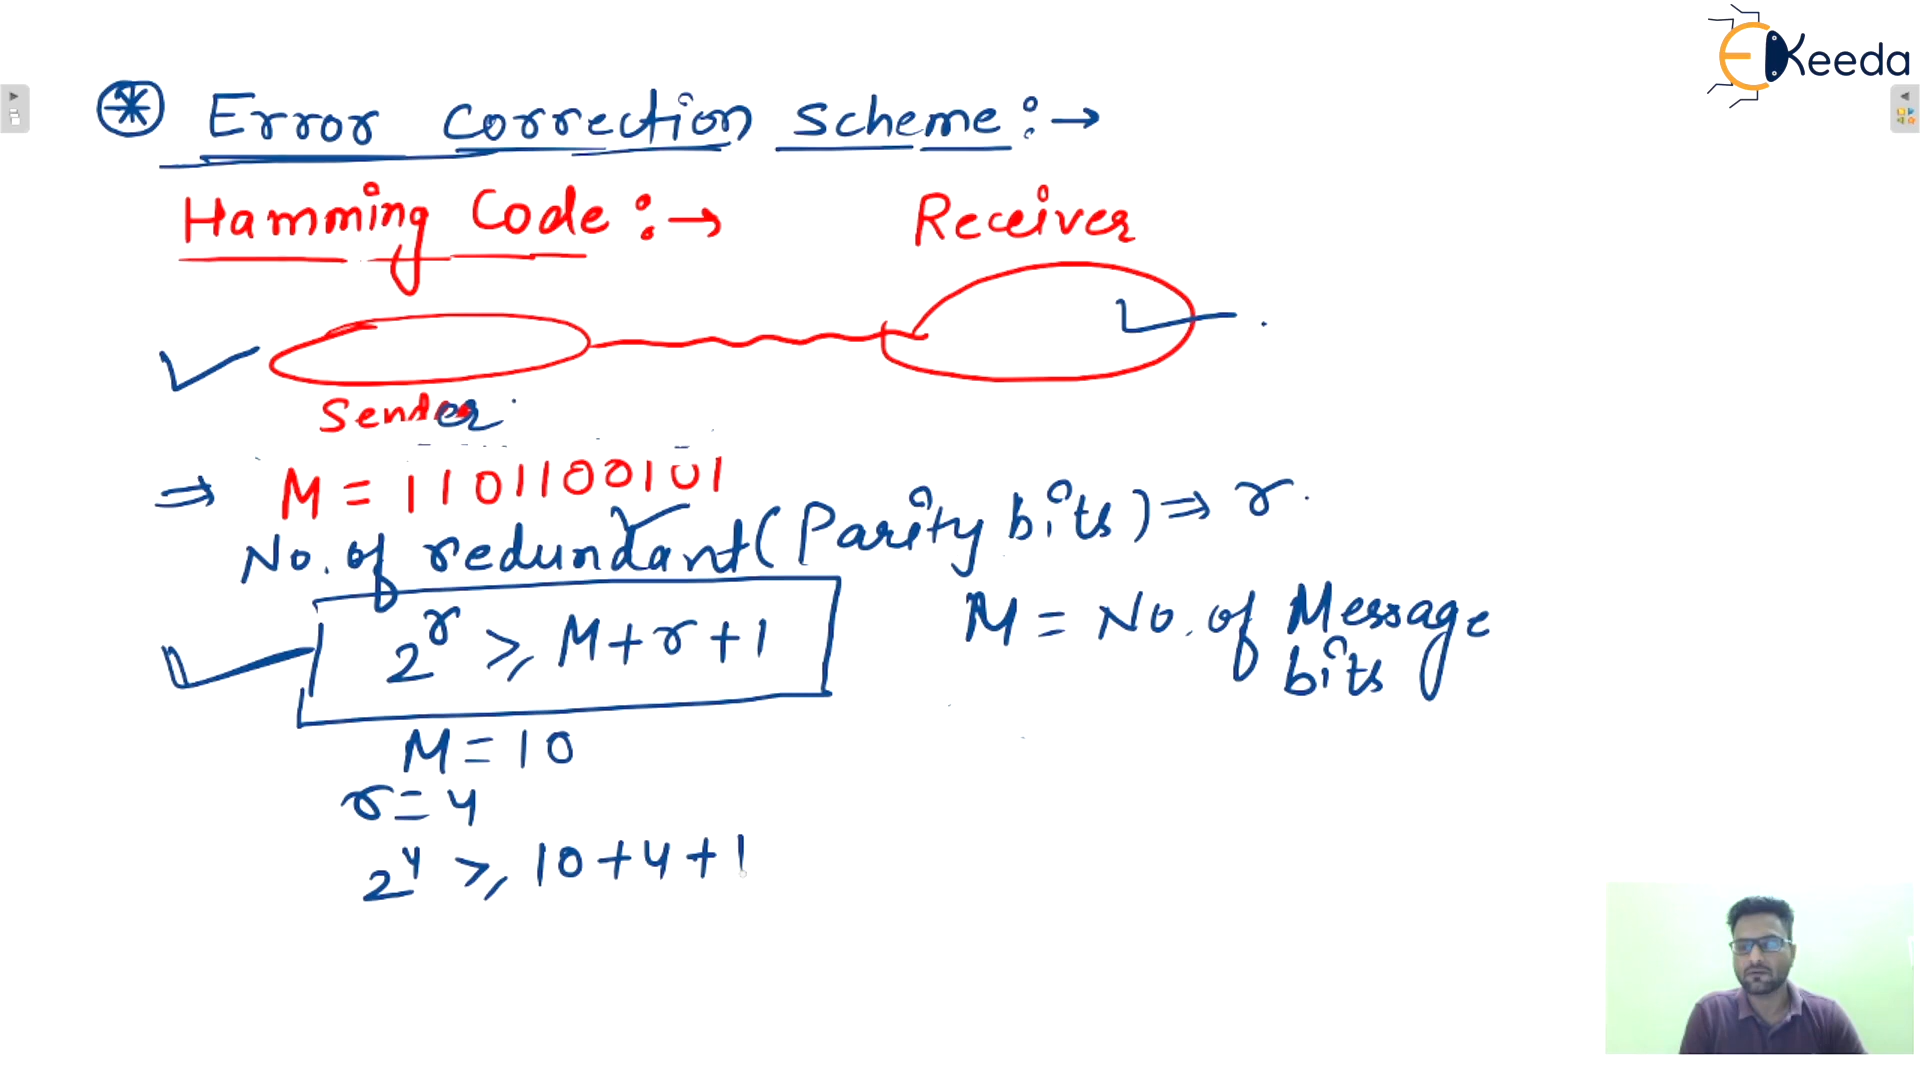 EKeeda
Error correction scheme:→
Hamming Code:→ Receiver
Sender
⇒ M = 1101100101
No. of redundant (Parity bits) ⇒ r.
2^r ≥ M+r+1
M = No. of Message bits
M = 10
r = 4
2^4 ≥ 10+4+1